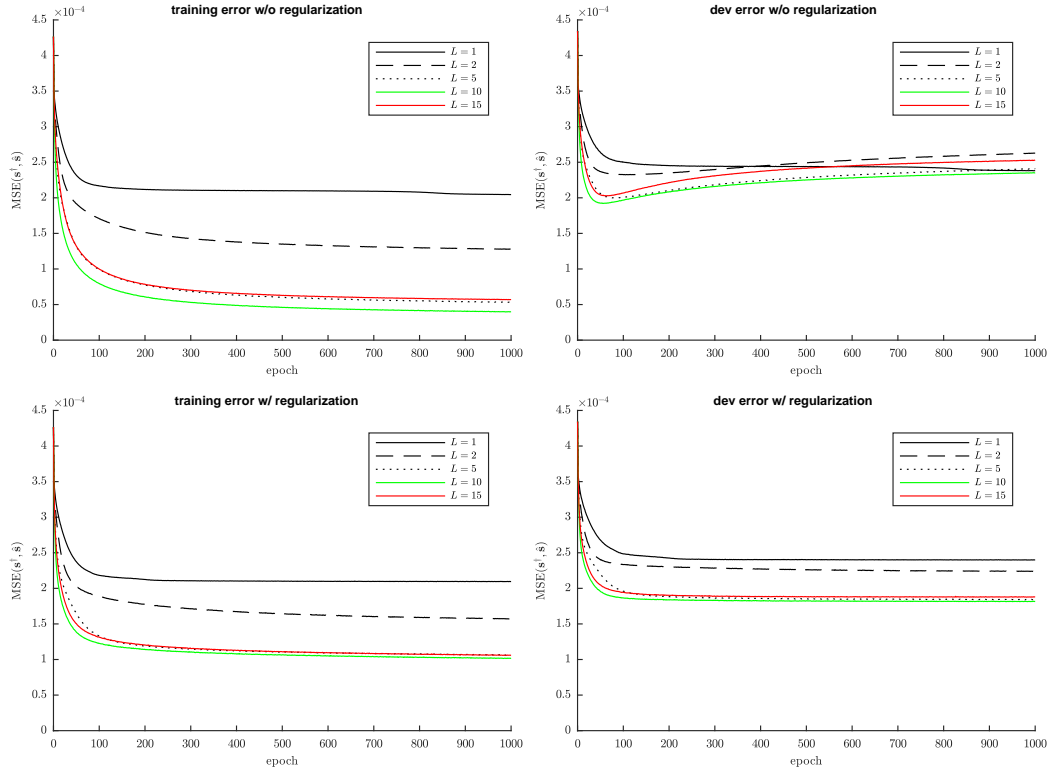 training error w/o regularization
×10⁻⁴
4.5
4
3.5
3
2.5
2
1.5
1
0.5
0
MSE(s†, ŝ)
L = 1
L = 2
L = 5
L = 10
L = 15
0 100 200 300 400 500 600 700 800 900 1000
epoch
dev error w/o regularization
×10⁻⁴
4.5
4
3.5
3
2.5
2
1.5
1
0.5
0
MSE(s†, ŝ)
L = 1
L = 2
L = 5
L = 10
L = 15
0 100 200 300 400 500 600 700 800 900 1000
epoch
training error w/ regularization
×10⁻⁴
4.5
4
3.5
3
2.5
2
1.5
1
0.5
0
MSE(s†, ŝ)
L = 1
L = 2
L = 5
L = 10
L = 15
0 100 200 300 400 500 600 700 800 900 1000
epoch
dev error w/ regularization
×10⁻⁴
4.5
4
3.5
3
2.5
2
1.5
1
0.5
0
MSE(s†, ŝ)
L = 1
L = 2
L = 5
L = 10
L = 15
0 100 200 300 400 500 600 700 800 900 1000
epoch